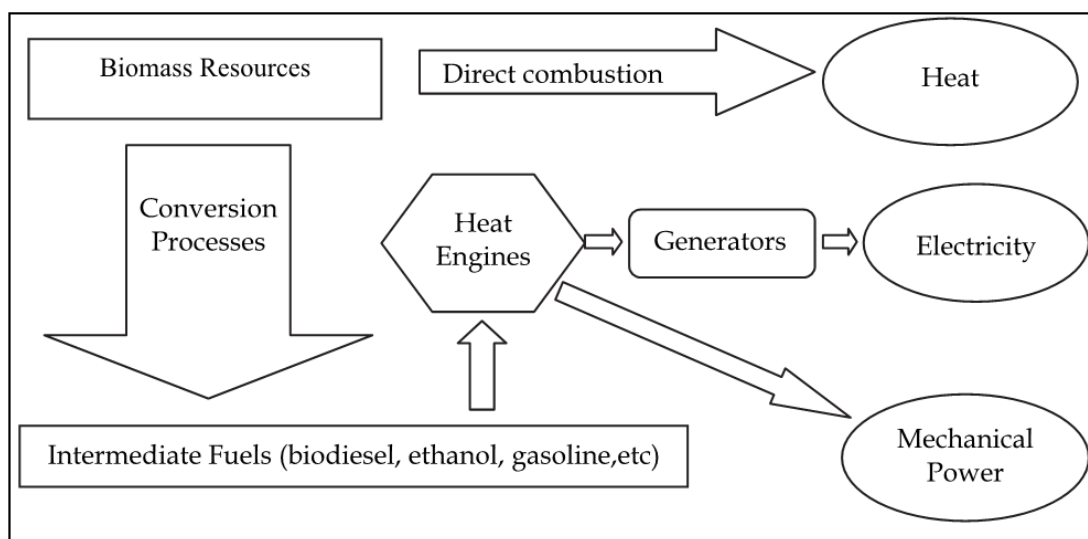 Biomass Resources
Direct combustion
Heat
Conversion
Processes
Heat
Engines
Generators
Electricity
Intermediate Fuels (biodiesel, ethanol, gasoline,etc)
Mechanical
Power